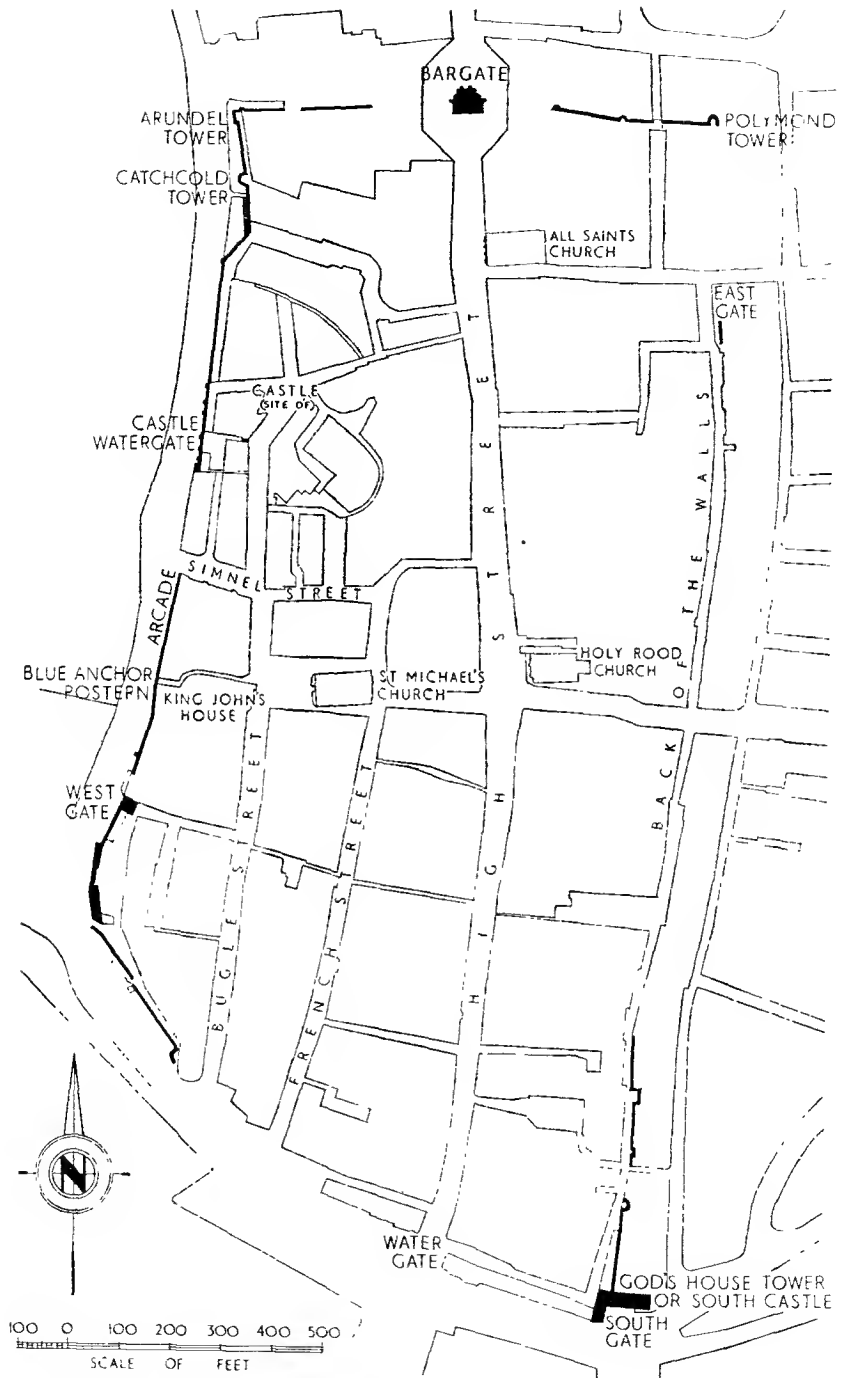 BARGATE
ARUNDEL
TOWER
POLYMOND
TOWER
CATCHCOLD
TOWER
ALL SAINTS
CHURCH
EAST
GATE
CASTLE
(SITE OF)
CASTLE
WATERGATE
SIMNEL STREET
ARCADE
BLUE ANCHOR
POSTERN
KING JOHN'S
HOUSE
ST MICHAEL'S
CHURCH
HOLY ROOD
CHURCH
BACK OF THE WALLS
HIGH STREET
WEST
GATE
BUGLE STREET
FRENCH STREET
N
WATER
GATE
GOD'S HOUSE TOWER
OR SOUTH CASTLE
SOUTH
GATE
100 0 100 200 300 400 500
SCALE OF FEET